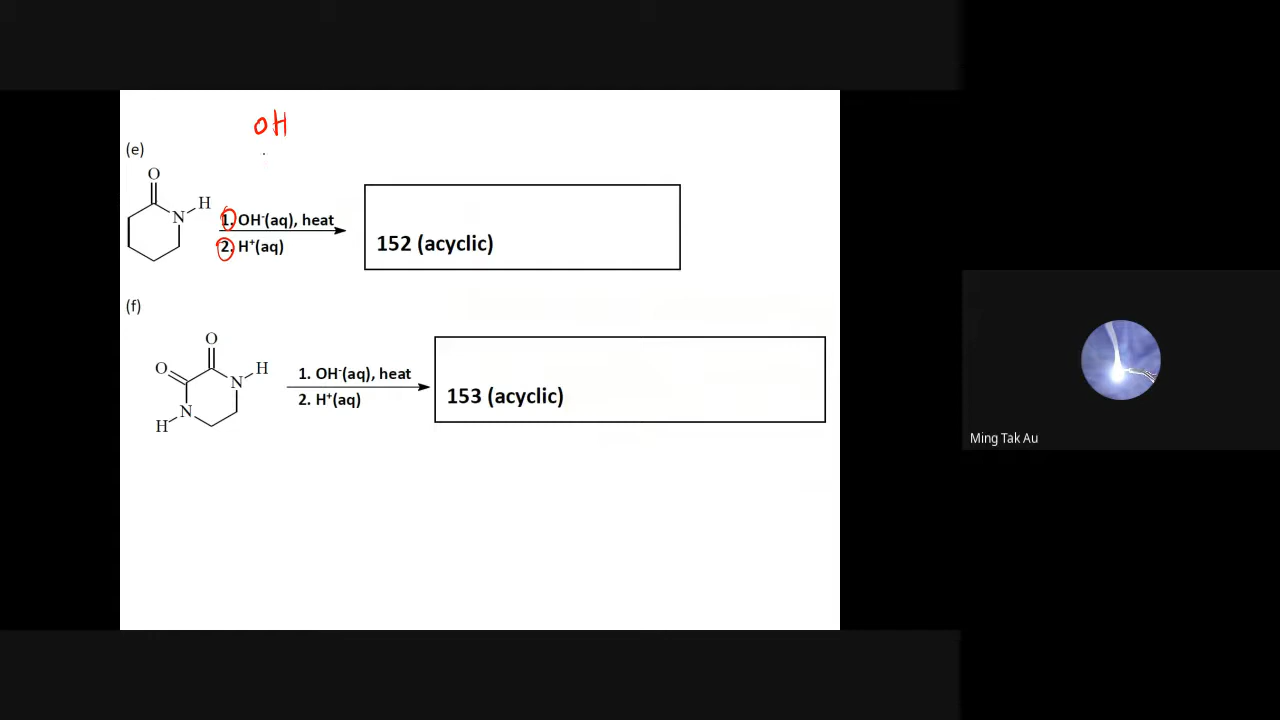 OH
(e)
O
N
H
1. OH⁻(aq), heat
2. H⁺(aq)
152 (acyclic)
(f)
O
O
H
N
N
H
1. OH⁻(aq), heat
2. H⁺(aq)
153 (acyclic)
Ming Tak Au